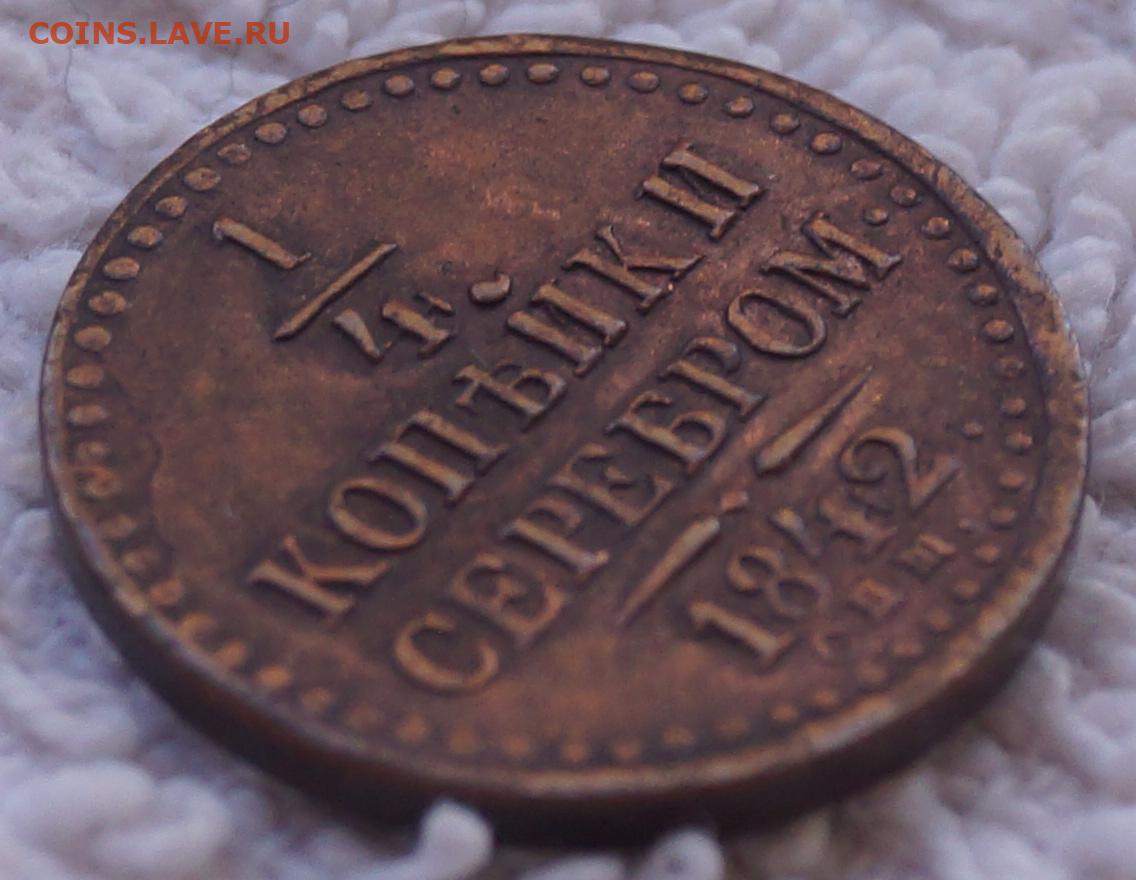 COINS.LAVE.RU
1/4
КОПѢЙКИ
СЕРЕБРОМ.
1842
С.П.М.